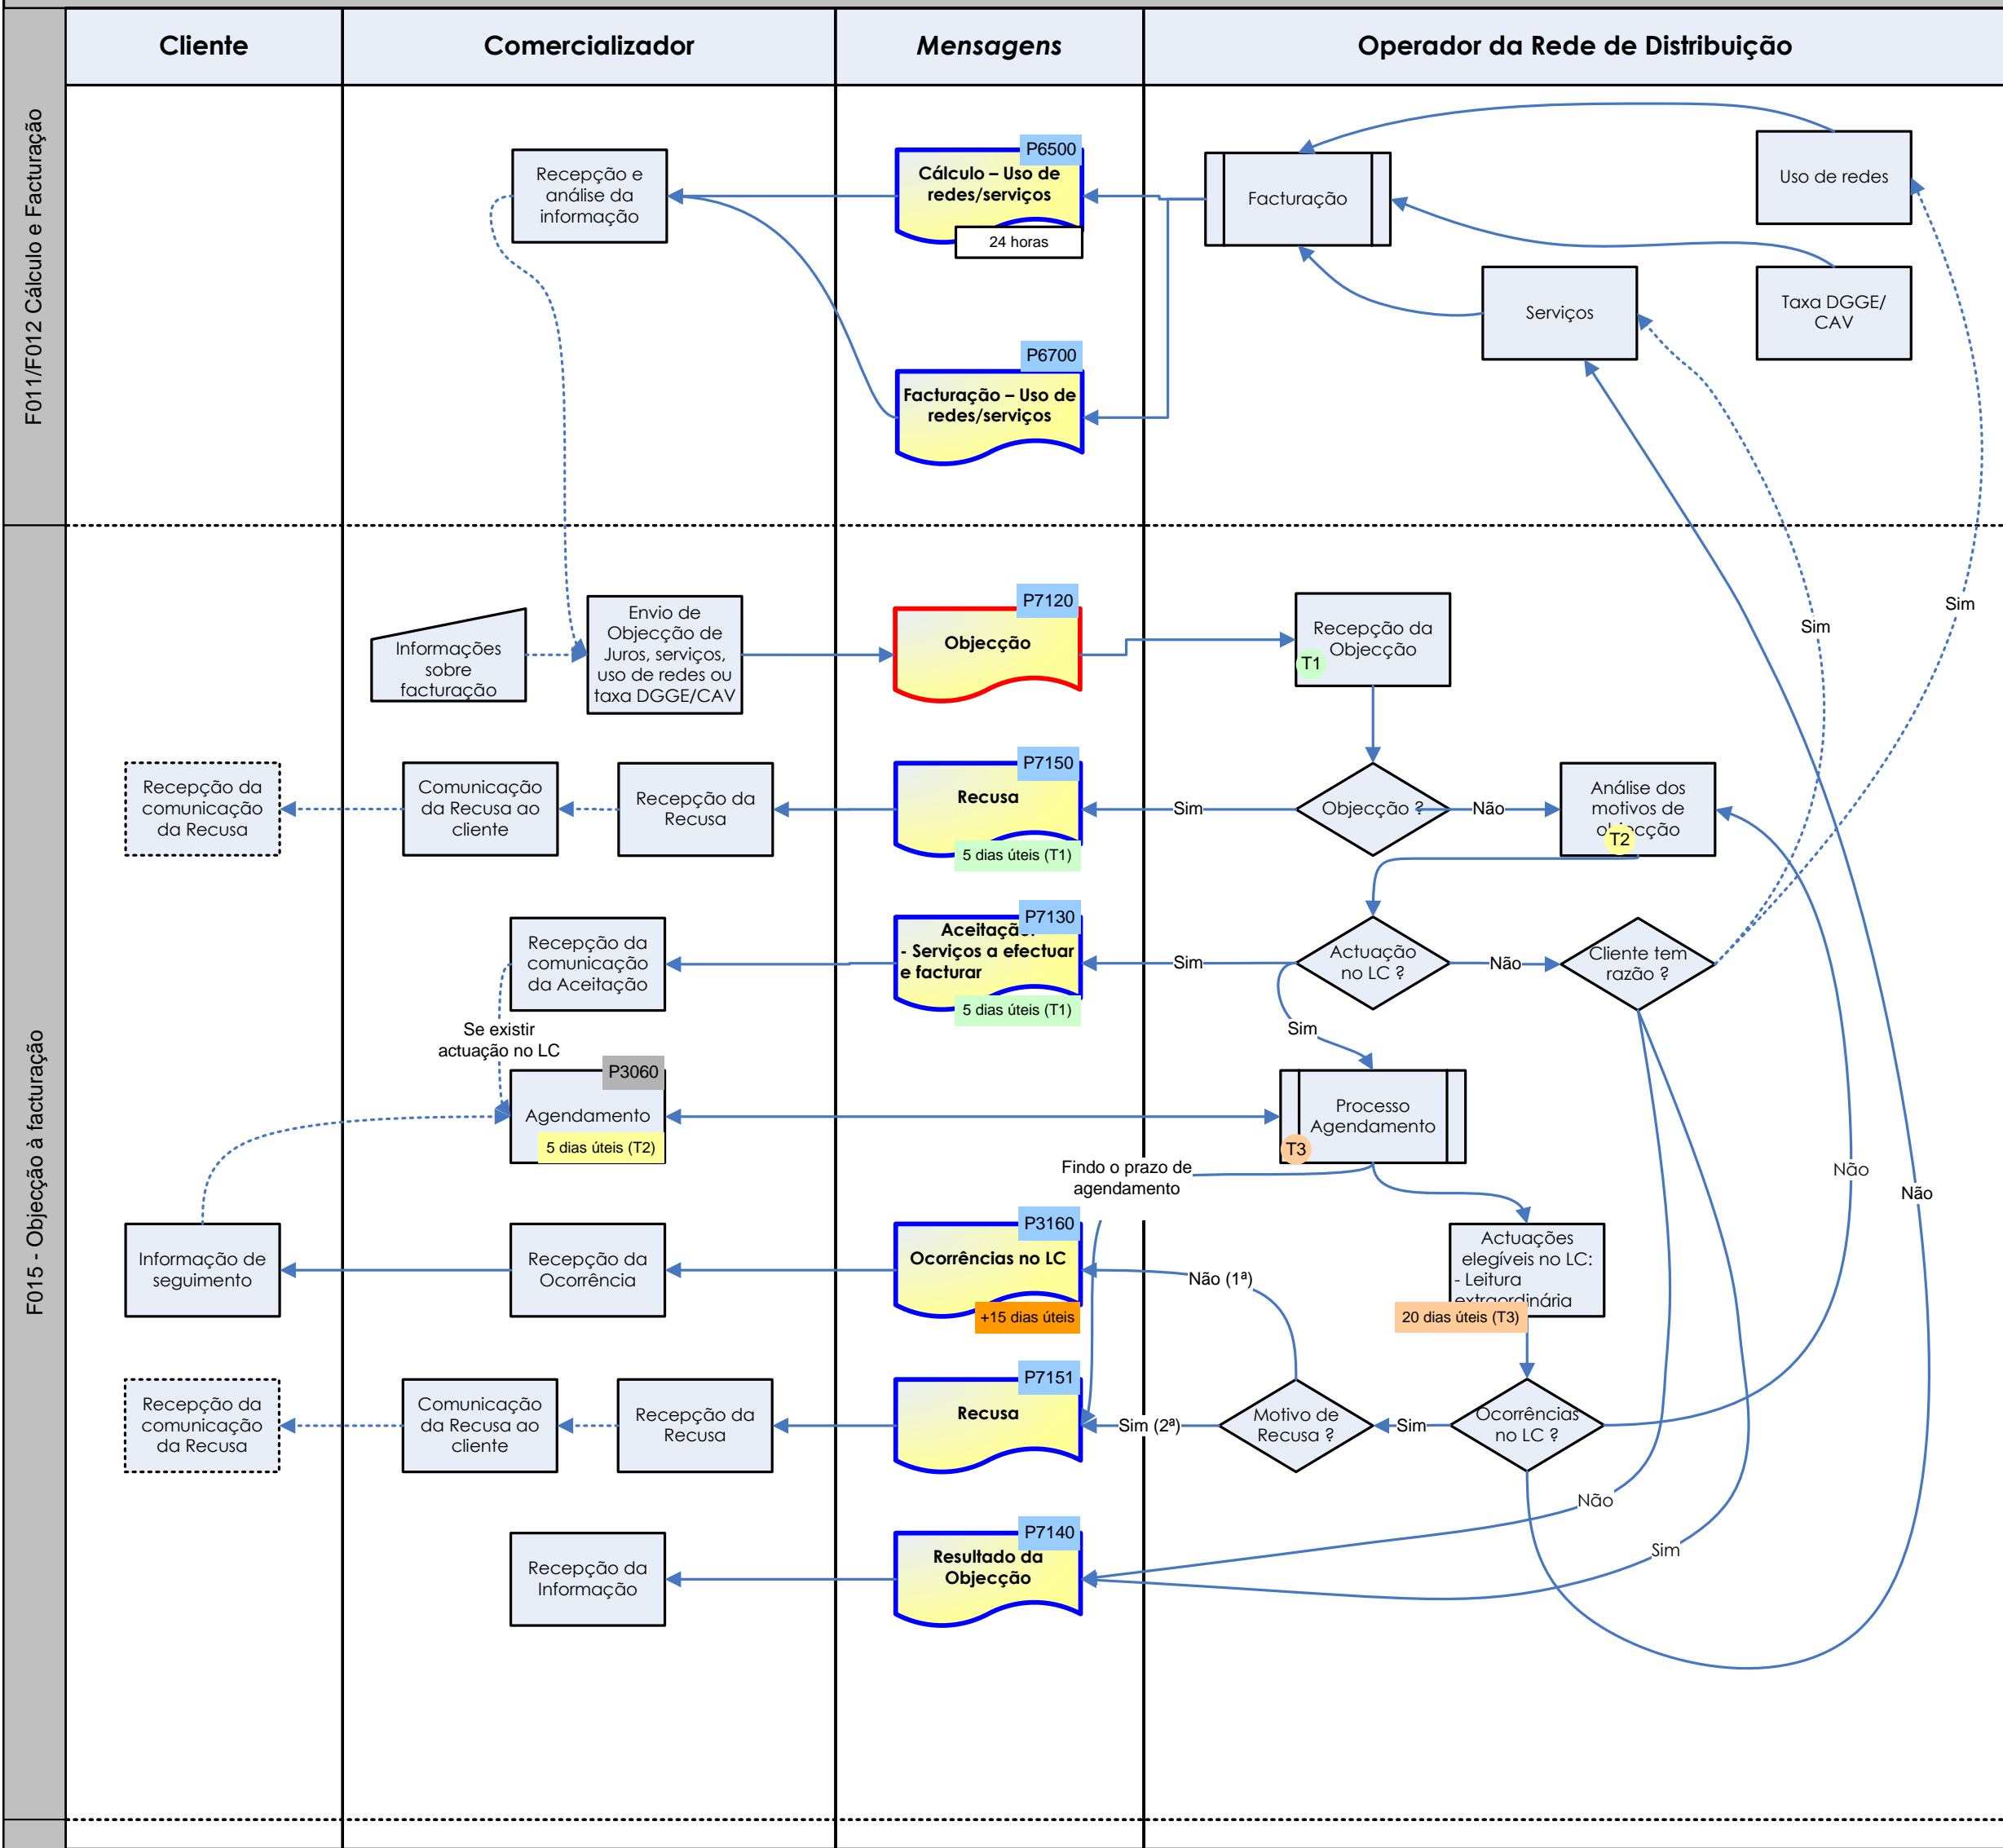 Cliente
Comercializador
Mensagens
Operador da Rede de Distribuição
F011/F012 Cálculo e Facturação
Recepção e
análise da
informação
P6500
Cálculo – Uso de
redes/serviços
24 horas
Facturação
Uso de redes
Serviços
Taxa DGGE/
CAV
P6700
Facturação – Uso de
redes/serviços
F015 - Objecção à facturação
Informações
sobre
facturação
Envio de
Objecção de
Juros, serviços,
uso de redes ou
taxa DGGE/CAV
P7120
Objecção
Recepção da
Objecção
T1
Sim
Sim
Recepção da
comunicação
da Recusa
Comunicação
da Recusa ao
cliente
Recepção da
Recusa
P7150
Recusa
5 dias úteis (T1)
Sim
Objecção ?
Não
Análise dos
motivos de
objecção
T2
Recepção da
comunicação
da Aceitação
P7130
Aceitação:
- Serviços a efectuar
e facturar
5 dias úteis (T1)
Sim
Actuação
no LC ?
Não
Cliente tem
razão ?
Se existir
actuação no LC
Sim
P3060
Agendamento
5 dias úteis (T2)
Processo
Agendamento
T3
Findo o prazo de
agendamento
Não
Não
Informação de
seguimento
Recepção da
Ocorrência
P3160
Ocorrências no LC
+15 dias úteis
Não (1ª)
Actuações
elegíveis no LC:
- Leitura
extraordinária
20 dias úteis (T3)
Recepção da
comunicação
da Recusa
Comunicação
da Recusa ao
cliente
Recepção da
Recusa
P7151
Recusa
Sim (2ª)
Motivo de
Recusa ?
Sim
Ocorrências
no LC ?
Não
Recepção da
Informação
P7140
Resultado da
Objecção
Sim